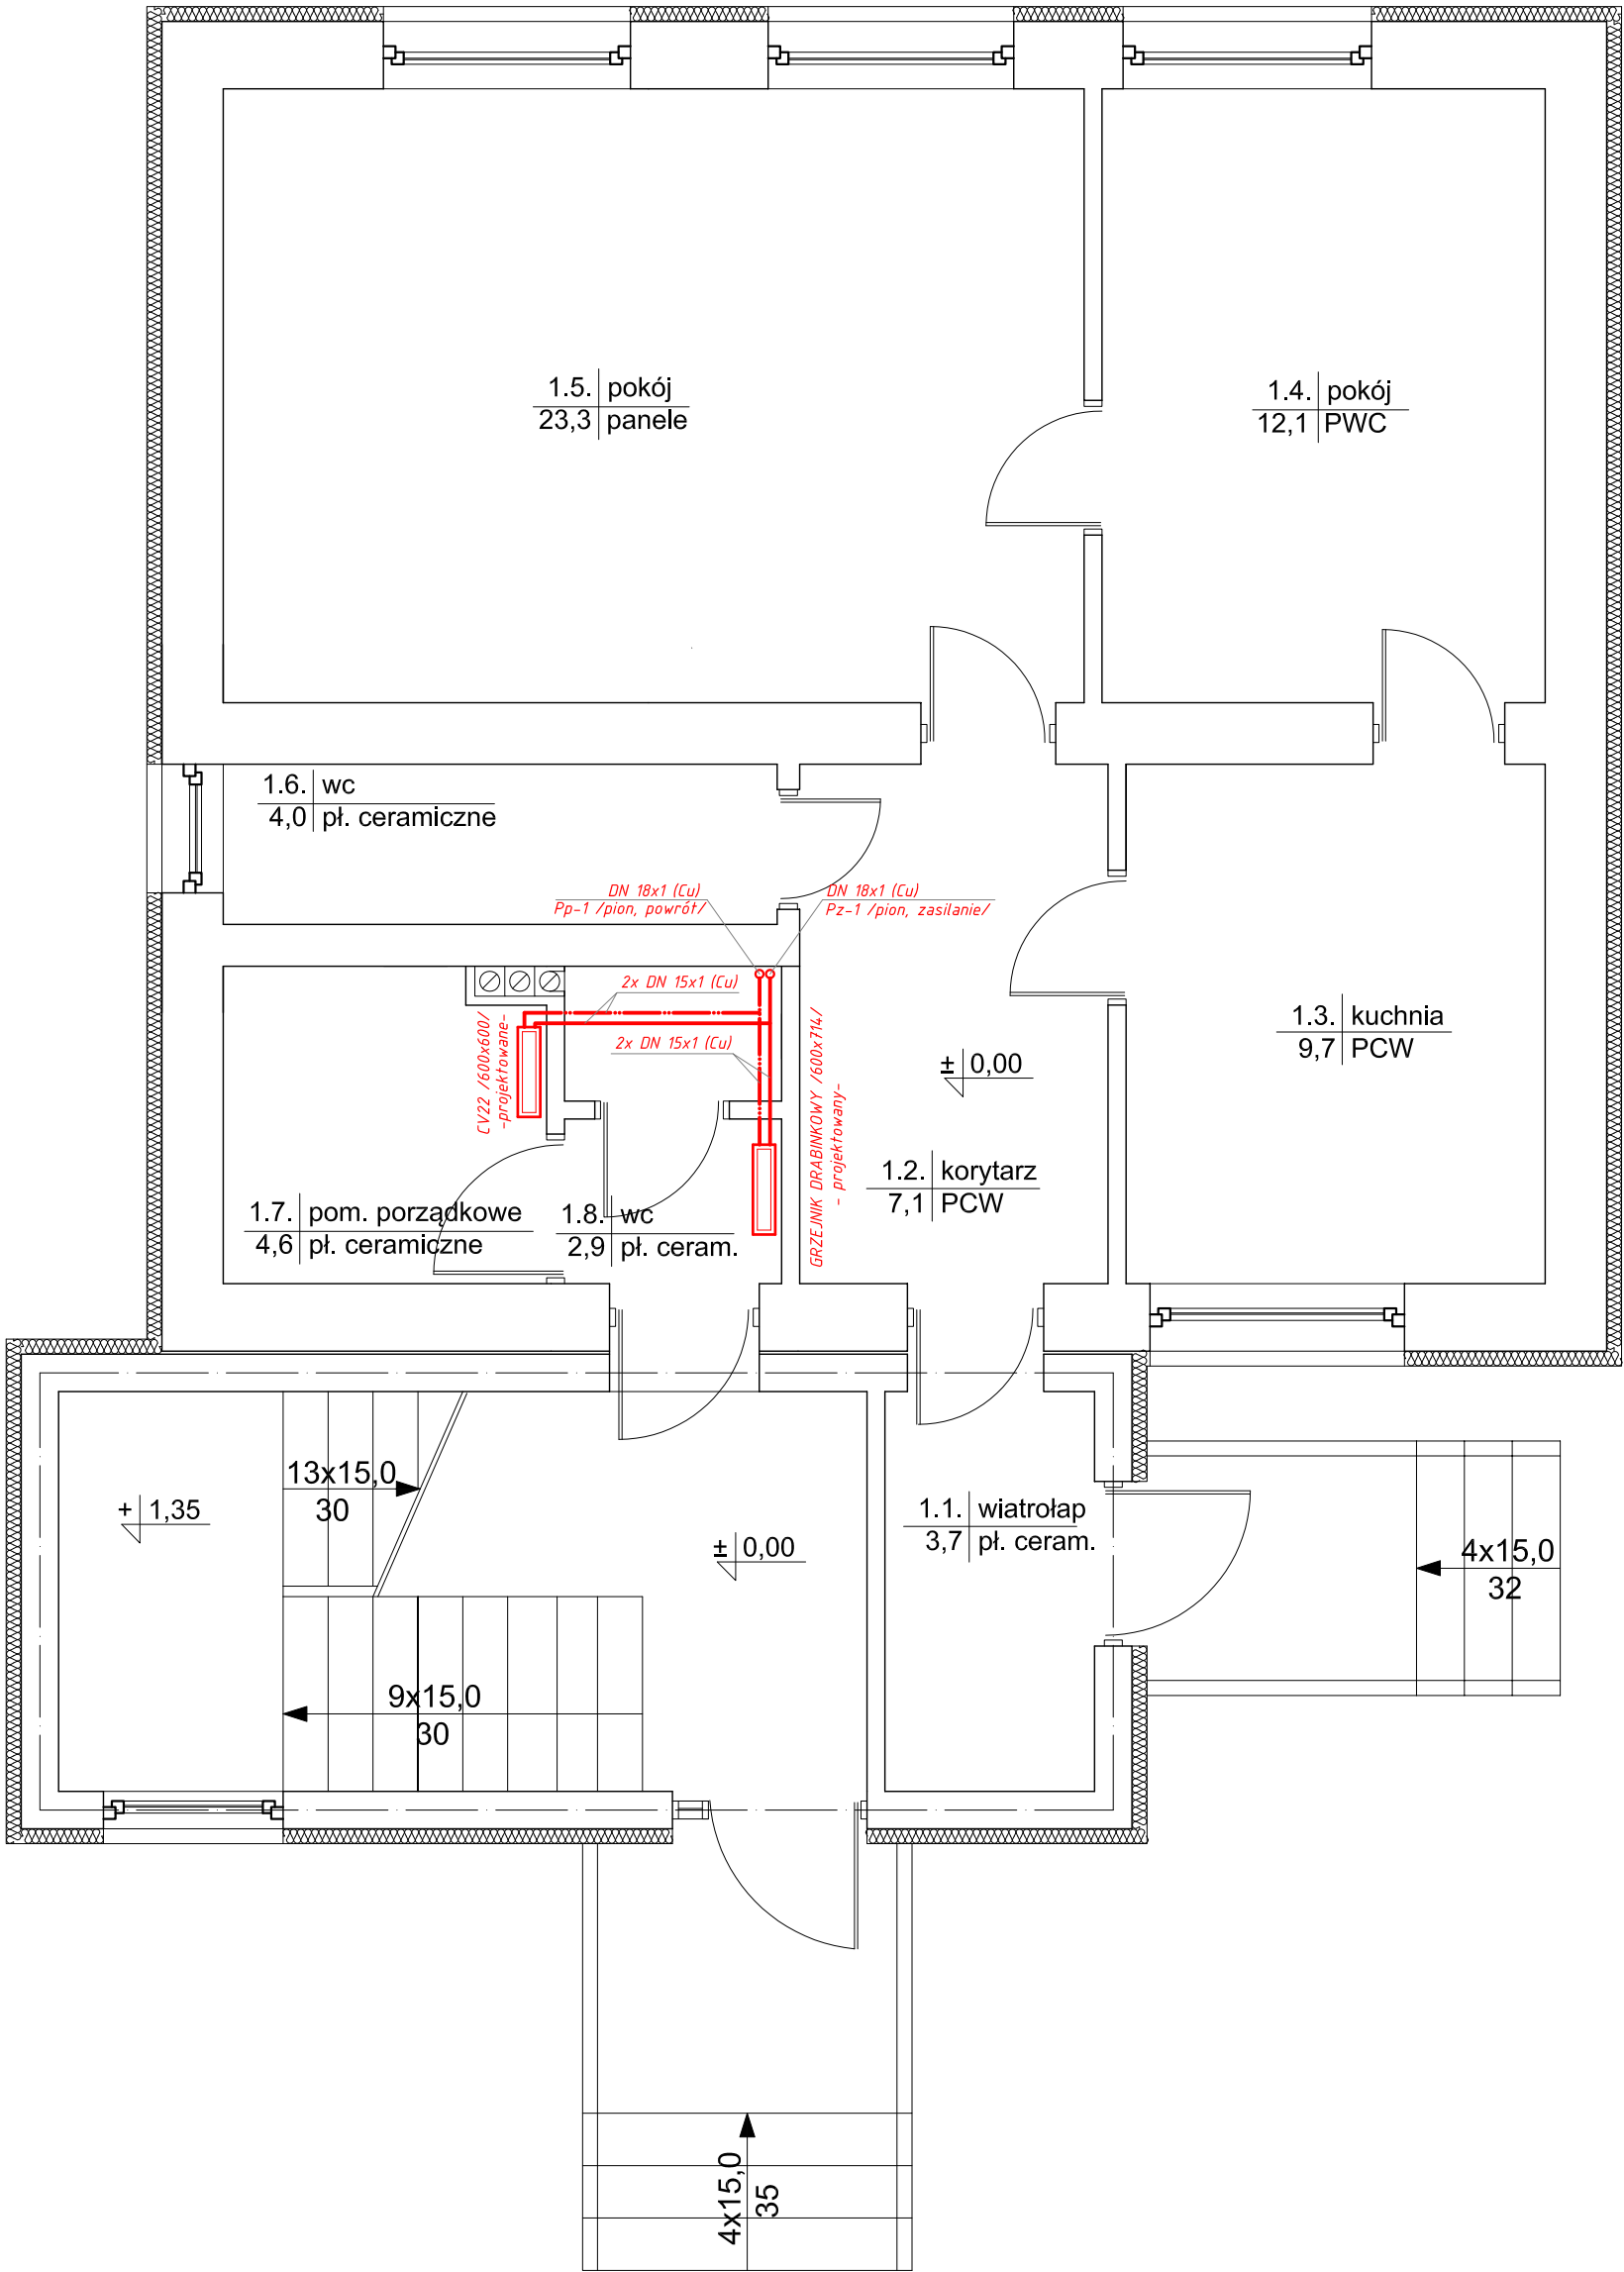 1.5. pokój
23,3 panele
1.4. pokój
12,1 PWC
1.6. wc
4,0 pł. ceramiczne
DN 18x1 (Cu)
Pp-1 /pion, powrót/
DN 18x1 (Cu)
Pz-1 /pion, zasilanie/
2x DN 15x1 (Cu)
2x DN 15x1 (Cu)
CV22 /600x600/
-projektowane-
GRZEJNIK DRABINKOWY /600x714/
- projektowany-
1.3. kuchnia
9,7 PCW
± 0,00
1.2. korytarz
7,1 PCW
1.7. pom. porządkowe
4,6 pł. ceramiczne
1.8. wc
2,9 pł. ceram.
13x15,0
30
+ 1,35
± 0,00
1.1. wiatrołap
3,7 pł. ceram.
4x15,0
32
9x15,0
30
4x15,0
35